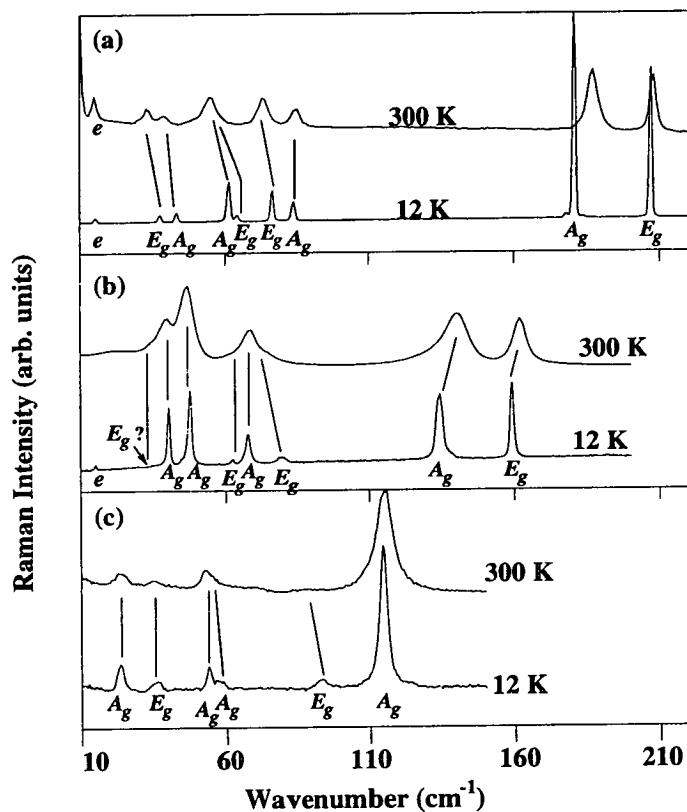 (a)
300 K
e
12 K
e E_g A_g A_g E_g E_g A_g A_g E_g
(b)
300 K
E_g ?
12 K
e A_g A_g E_g A_g E_g A_g E_g
(c)
300 K
12 K
A_g E_g A_g A_g E_g A_g
10 60 110 160 210
Wavenumber (cm⁻¹)
Raman Intensity (arb. units)